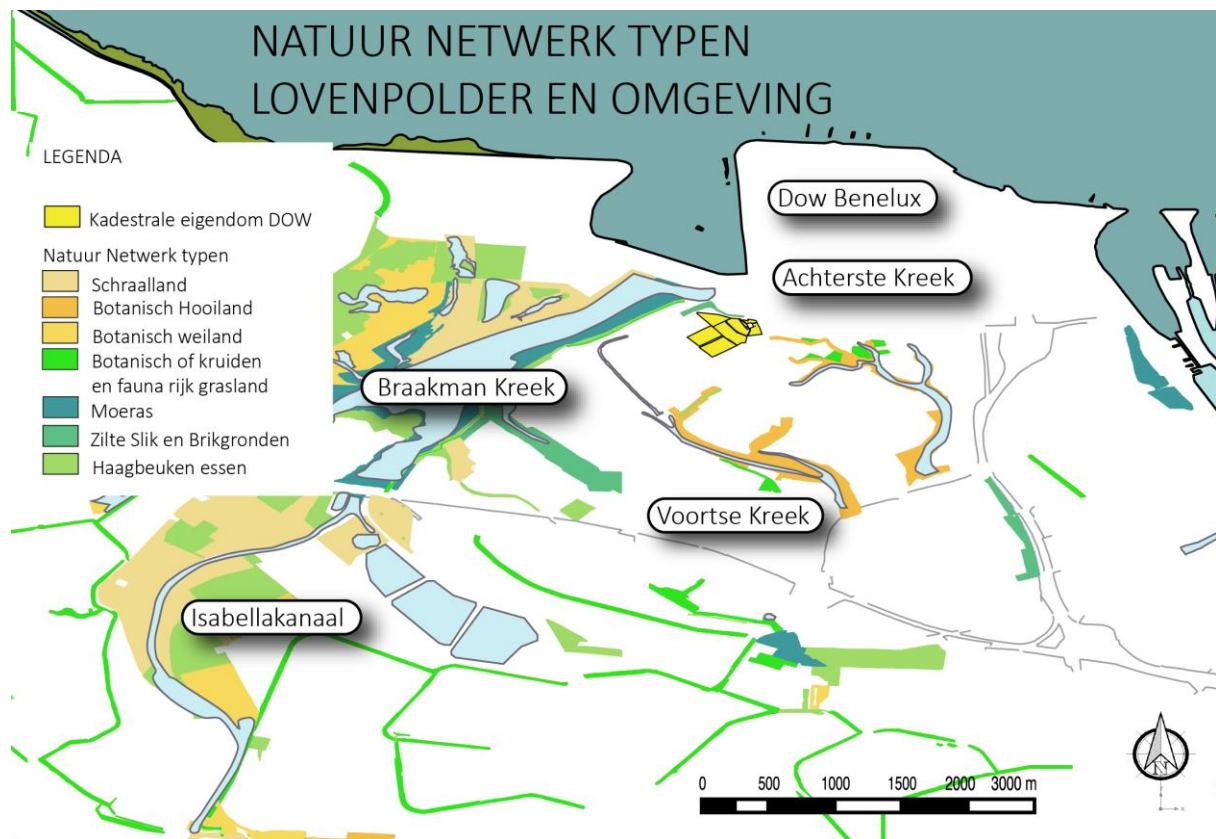 NATUUR NETWERK TYPEN
LOVENPOLDER EN OMGEVING
LEGENDA
Kadestrale eigendom DOW
Natuur Netwerk typen
Schraalland
Botanisch Hooiland
Botanisch weiland
Botanisch of kruiden
en fauna rijk grasland
Moeras
Zilte Slik en Brikgronden
Haagbeuken essen
Dow Benelux
Achterste Kreek
Braakman Kreek
Voortse Kreek
Isabellakanaal
0 500 1000 1500 2000 3000 m
N